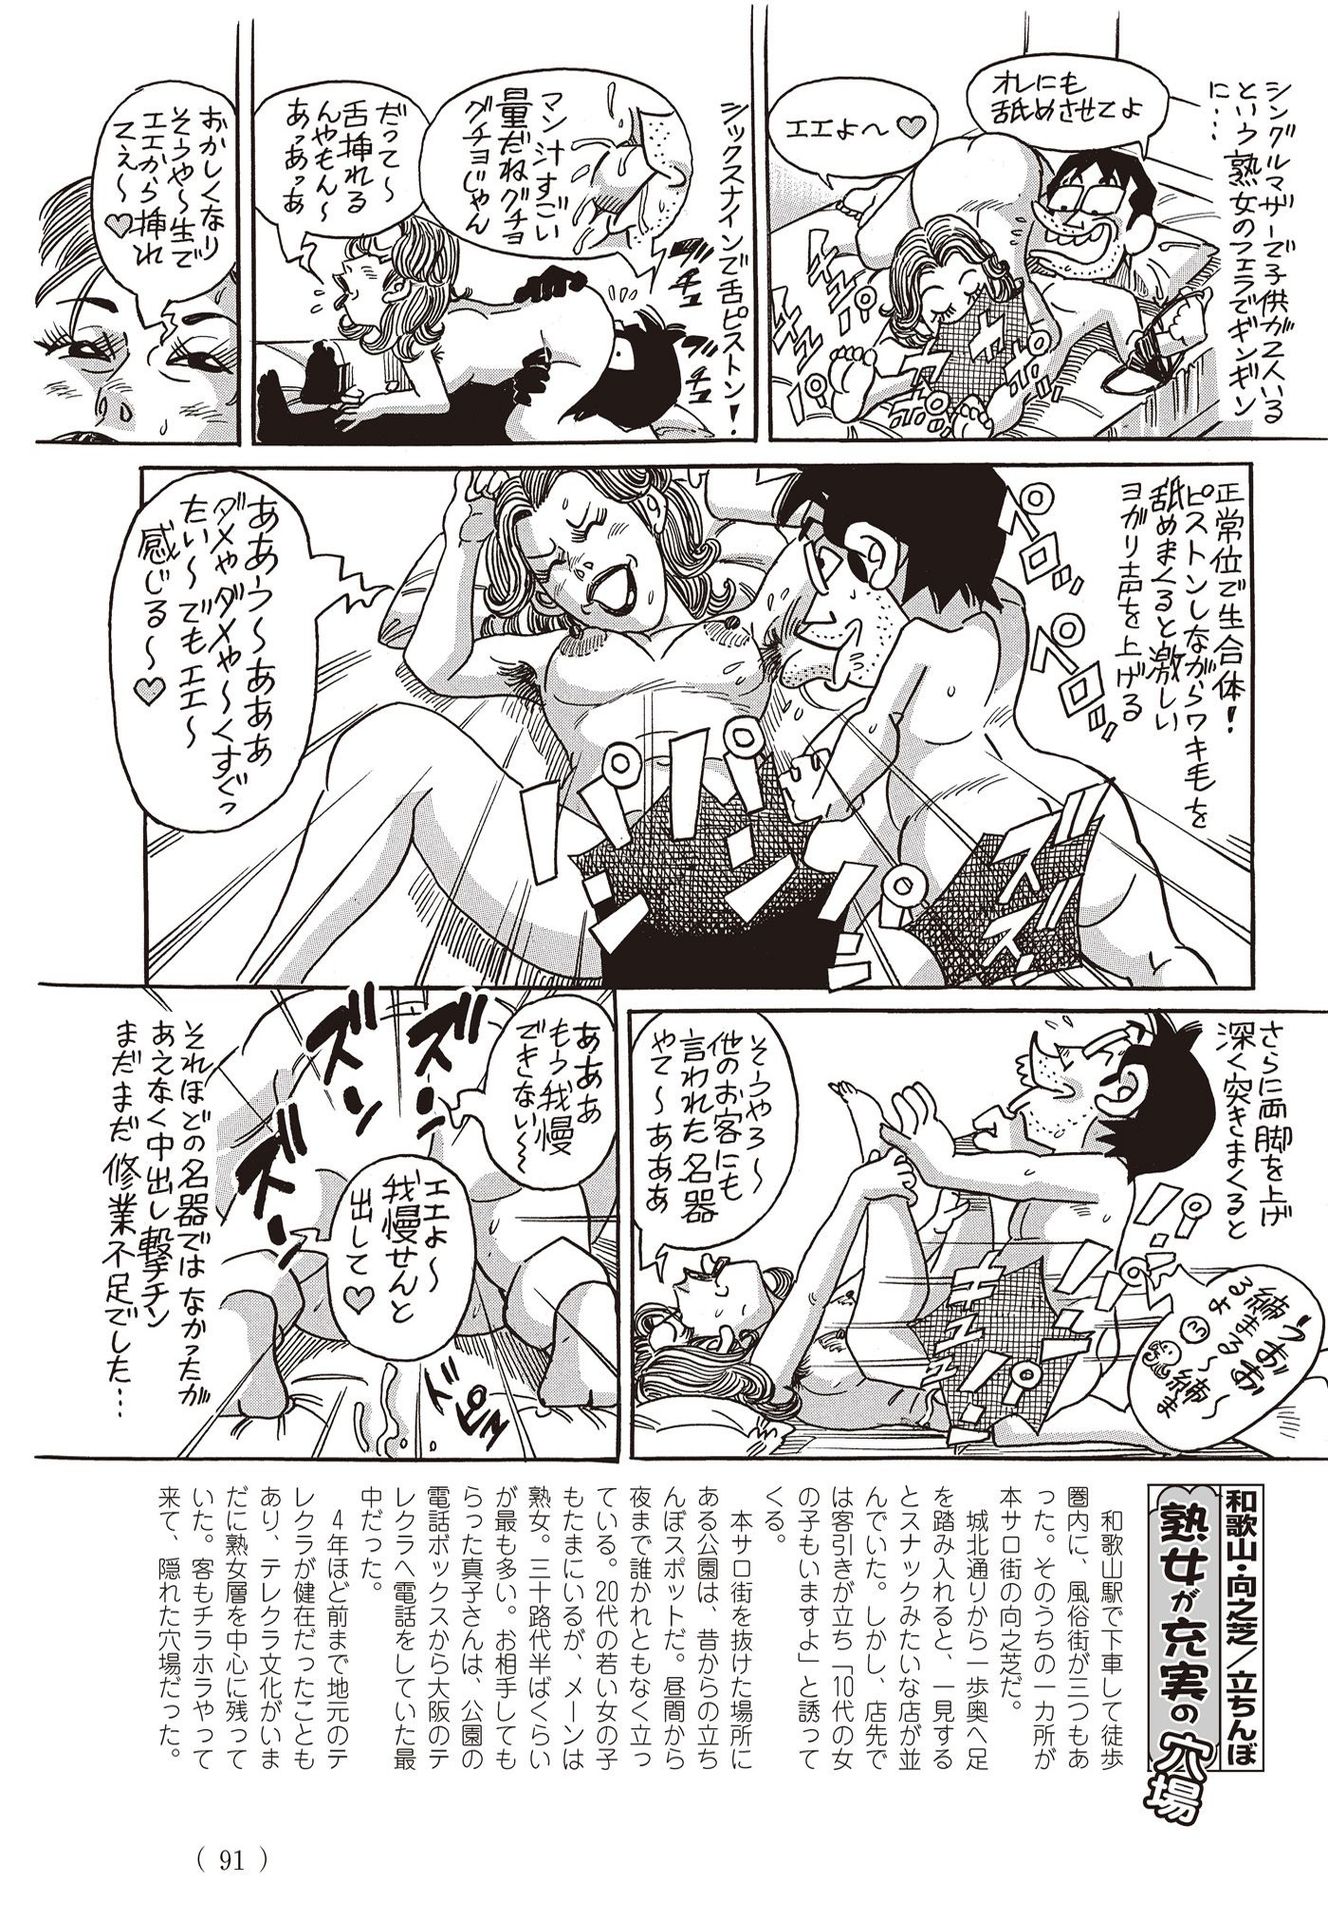 シングルマザーで子供が2人いる
という熟女のフェラでギンギン
に…
オレにも
舐めさせてよ
エエよ～♥
シックスナインで舌ピストン！
マン汁すごい
量だねグチョ
グチョじゃん
だって～
舌挿れる
んやもん～
あっあっあ
おかしくなり
そうや～生で
エエから挿れ
てぇ～♥
正常位で生合体！
ピストンしながらワキ毛を
舐めまくると激しい
ヨガリ声を上げる
ああう～あああ
ダメやダメや～くすぐっ
たい～でもエエ～
感じる～♥
さらに両脚を上げ
深く突きまくると
うおお
締まる～
るよ～締ま
そうやろ～
他のお客にも
言われた名器
やて～あああ
あああ
もう我慢
できない～
エエよ～
我慢せんと
出して♡
それほどの名器ではなかったが
あえなく中出し撃チン
まだまだ修業不足でした…
和歌山・向之芝／立ちんぼ
熟女が充実の穴場
和歌山駅で下車して徒歩
圏内に、風俗街が三つもあ
った。そのうちの一カ所が
本サロ街の向之芝だ。
城北通りから一歩奥へ足
を踏み入れると、一見する
とスナックみたいな店が並
んでいた。しかし、店先で
は客引きが立ち「10代の女
の子もいますよ」と誘って
くる。
本サロ街を抜けた場所に
ある公園は、昔からの立ち
んぼスポットだ。昼間から
夜まで誰かれともなく立っ
ている。20代の若い女の子
もたまにいるが、メーンは
熟女。三十路代半ばくらい
が最も多い。お相手しても
らった真子さんは、公園の
電話ボックスから大阪のテ
レクラへ電話をしていた最
中だった。
4年ほど前まで地元のテ
レクラが健在だったことも
あり、テレクラ文化がいま
だに熟女層を中心に残って
いた。客もチラホラやって
来て、隠れた穴場だった。
( 91 )